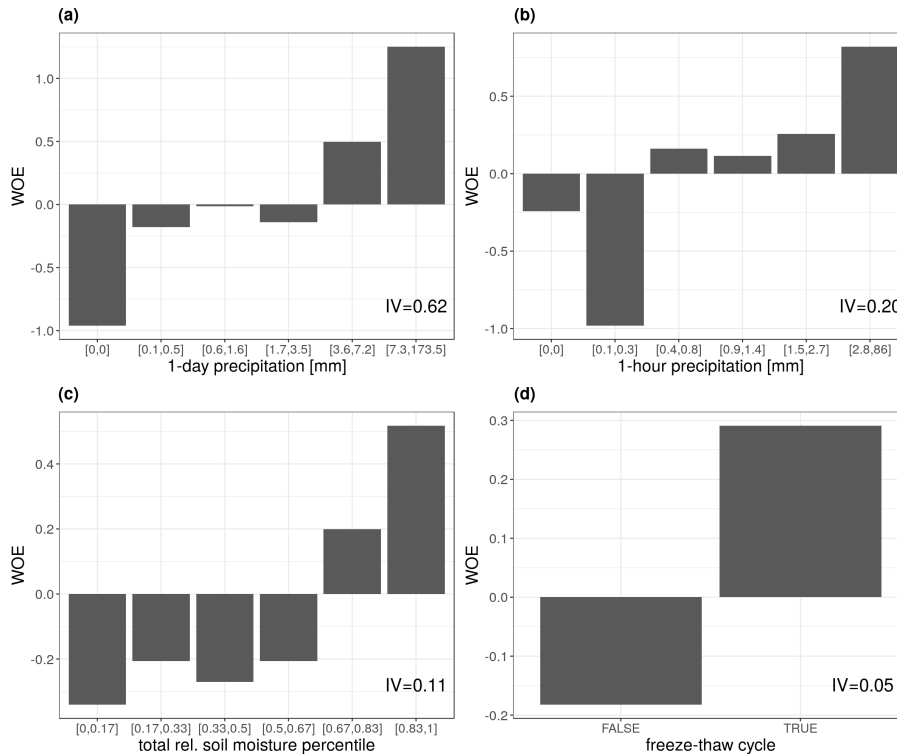 (a)
1.0
0.5
0.0
-0.5
-1.0
WOE
IV=0.62
[0,0] [0.1,0.5] [0.6,1.6] [1.7,3.5] [3.6,7.2] [7.3,173.5]
1-day precipitation [mm]
(b)
0.5
0.0
-0.5
-1.0
WOE
IV=0.20
[0,0] [0.1,0.3] [0.4,0.8] [0.9,1.4] [1.5,2.7] [2.8,86]
1-hour precipitation [mm]
(c)
0.4
0.2
0.0
-0.2
WOE
IV=0.11
[0,0.17] [0.17,0.33] [0.33,0.5] [0.5,0.67] [0.67,0.83] [0.83,1]
total rel. soil moisture percentile
(d)
0.3
0.2
0.1
0.0
-0.1
-0.2
WOE
IV=0.05
FALSE TRUE
freeze-thaw cycle